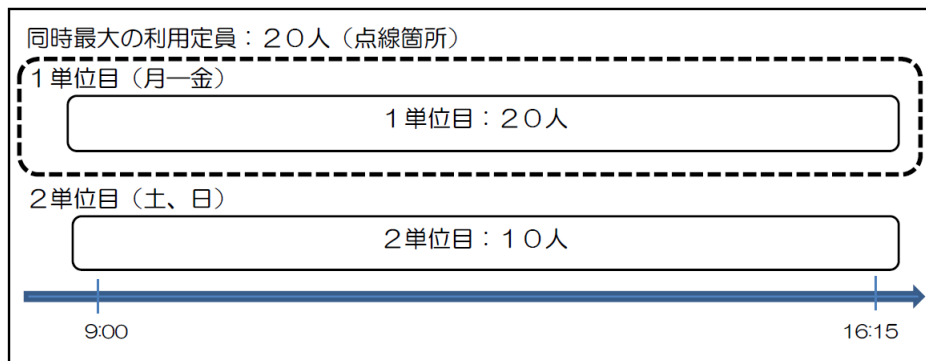 同時最大の利用定員：２０人（点線箇所）
１単位目（月―金）
１単位目：２０人
２単位目（土、日）
２単位目：１０人
9:00
16:15